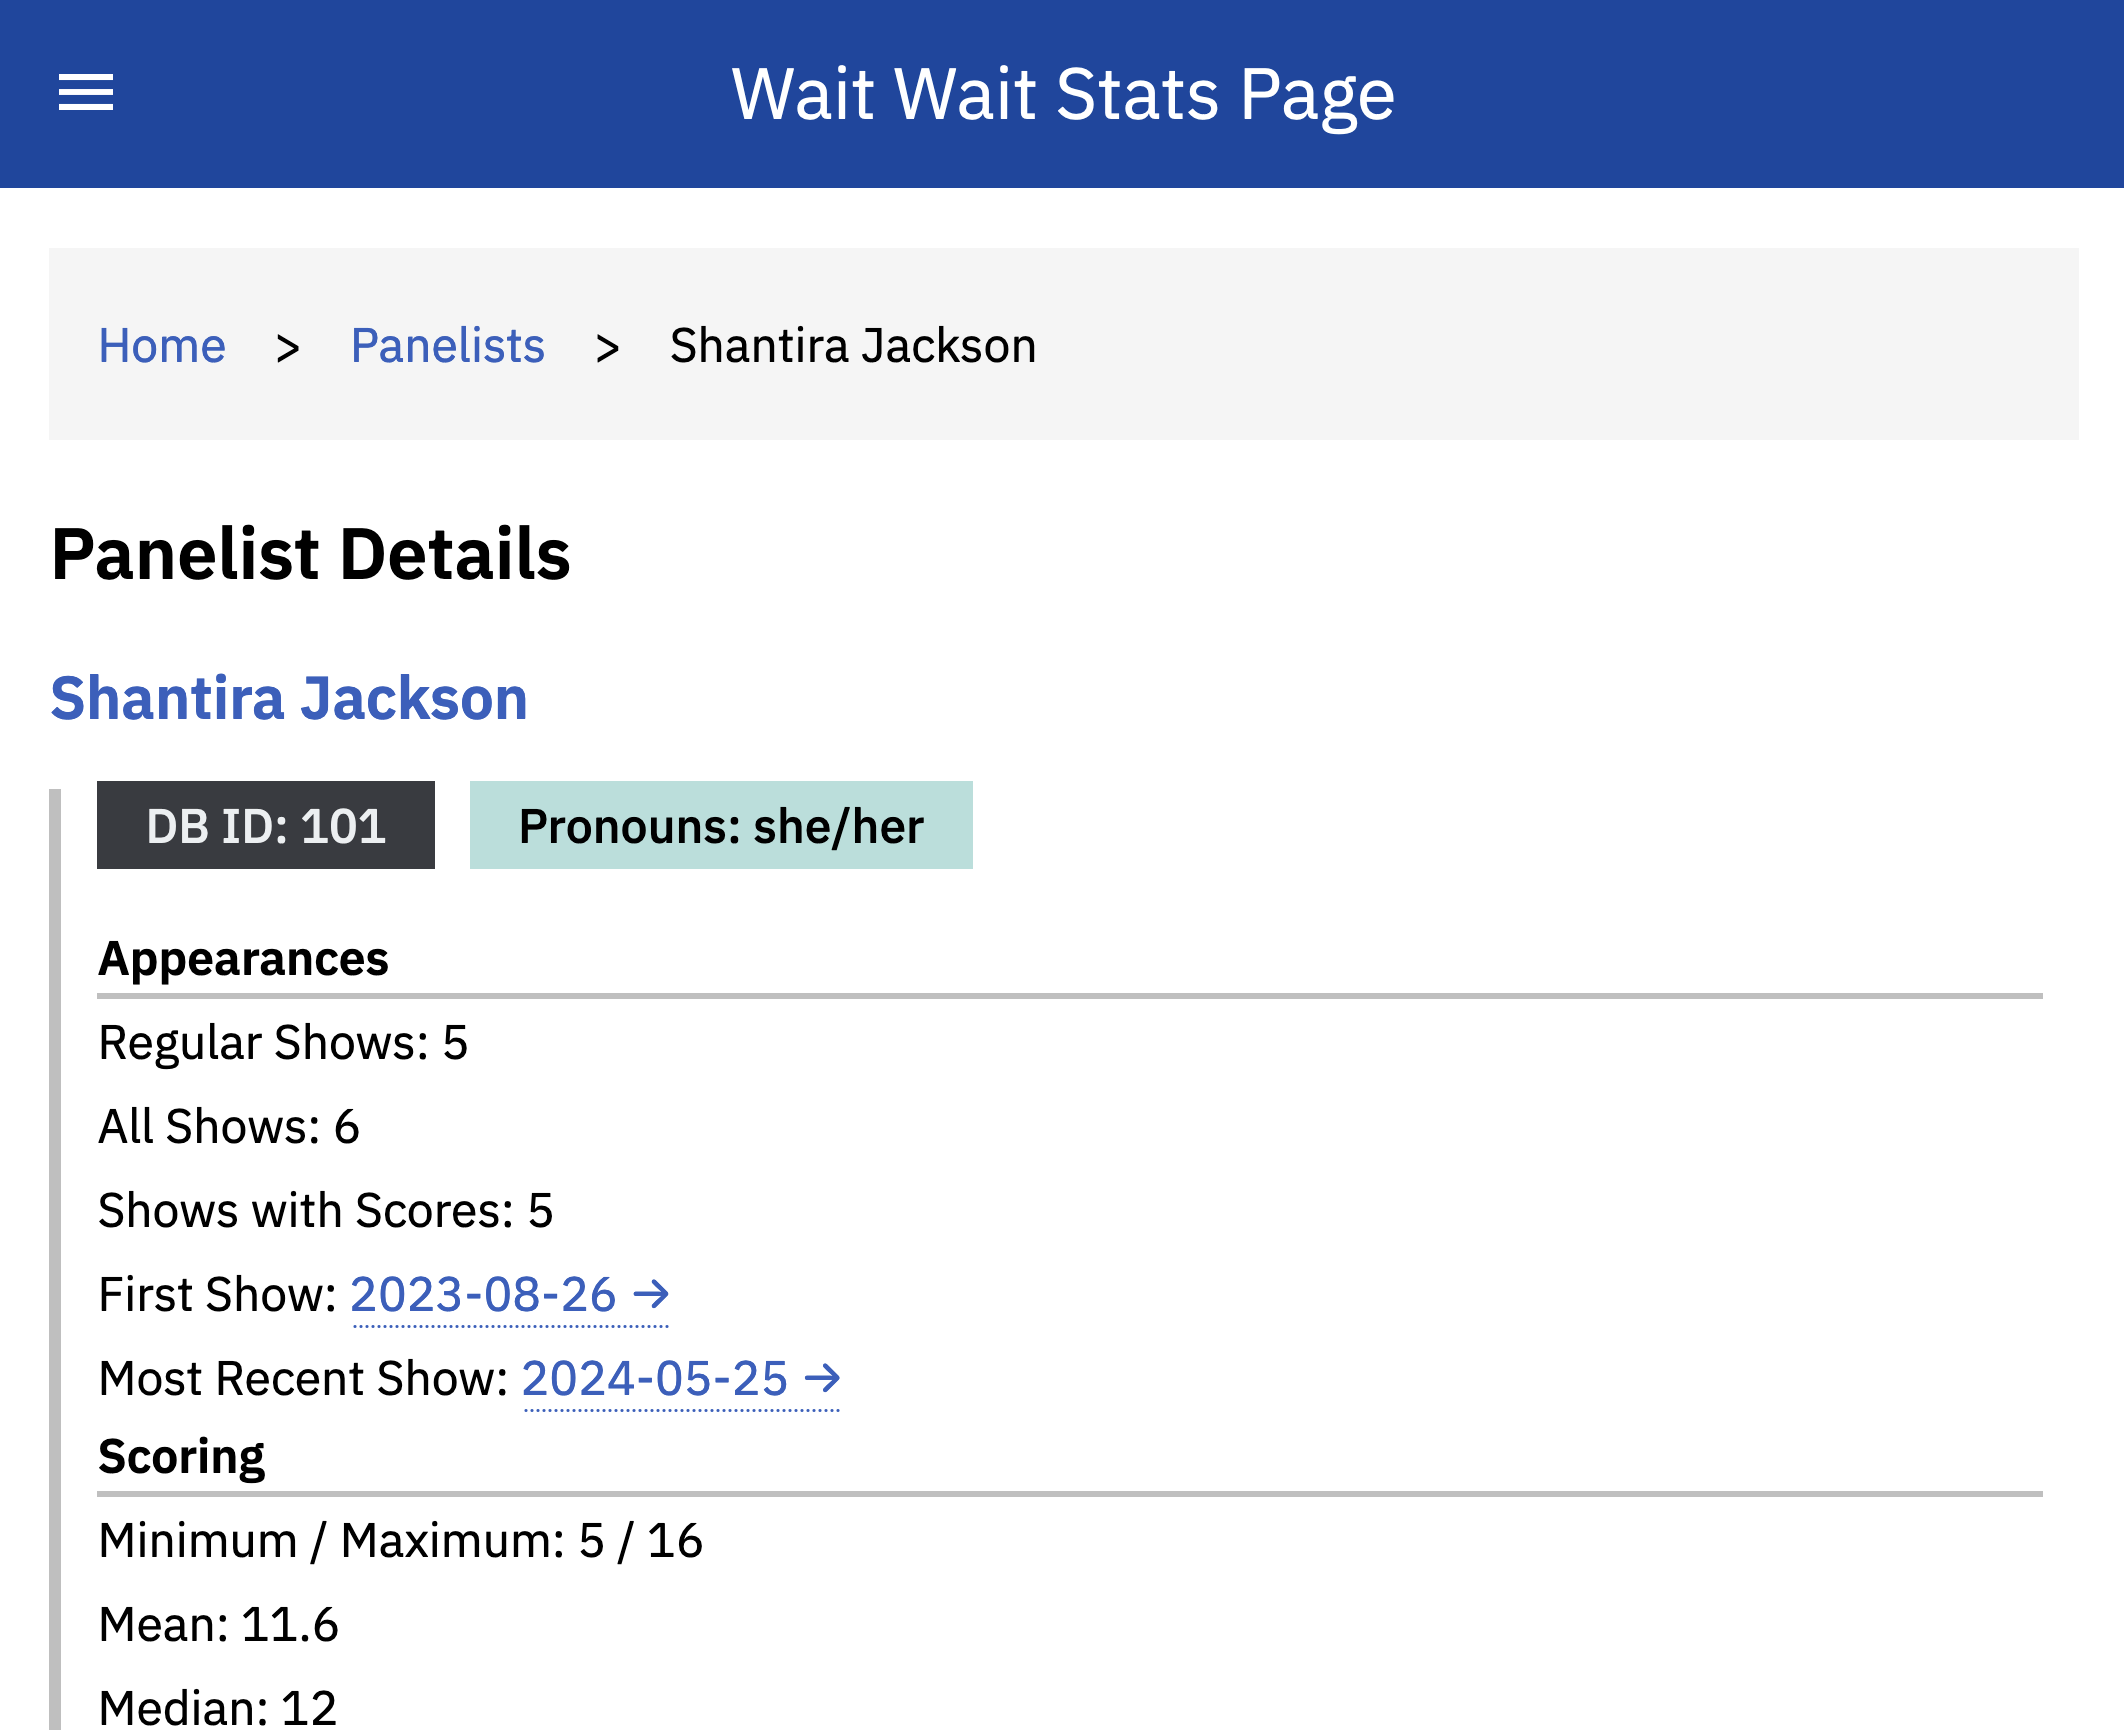 Wait Wait Stats Page
Home > Panelists > Shantira Jackson
Panelist Details
Shantira Jackson
DB ID: 101 Pronouns: she/her
Appearances
Regular Shows: 5
All Shows: 6
Shows with Scores: 5
First Show: 2023-08-26 →
Most Recent Show: 2024-05-25 →
Scoring
Minimum / Maximum: 5 / 16
Mean: 11.6
Median: 12